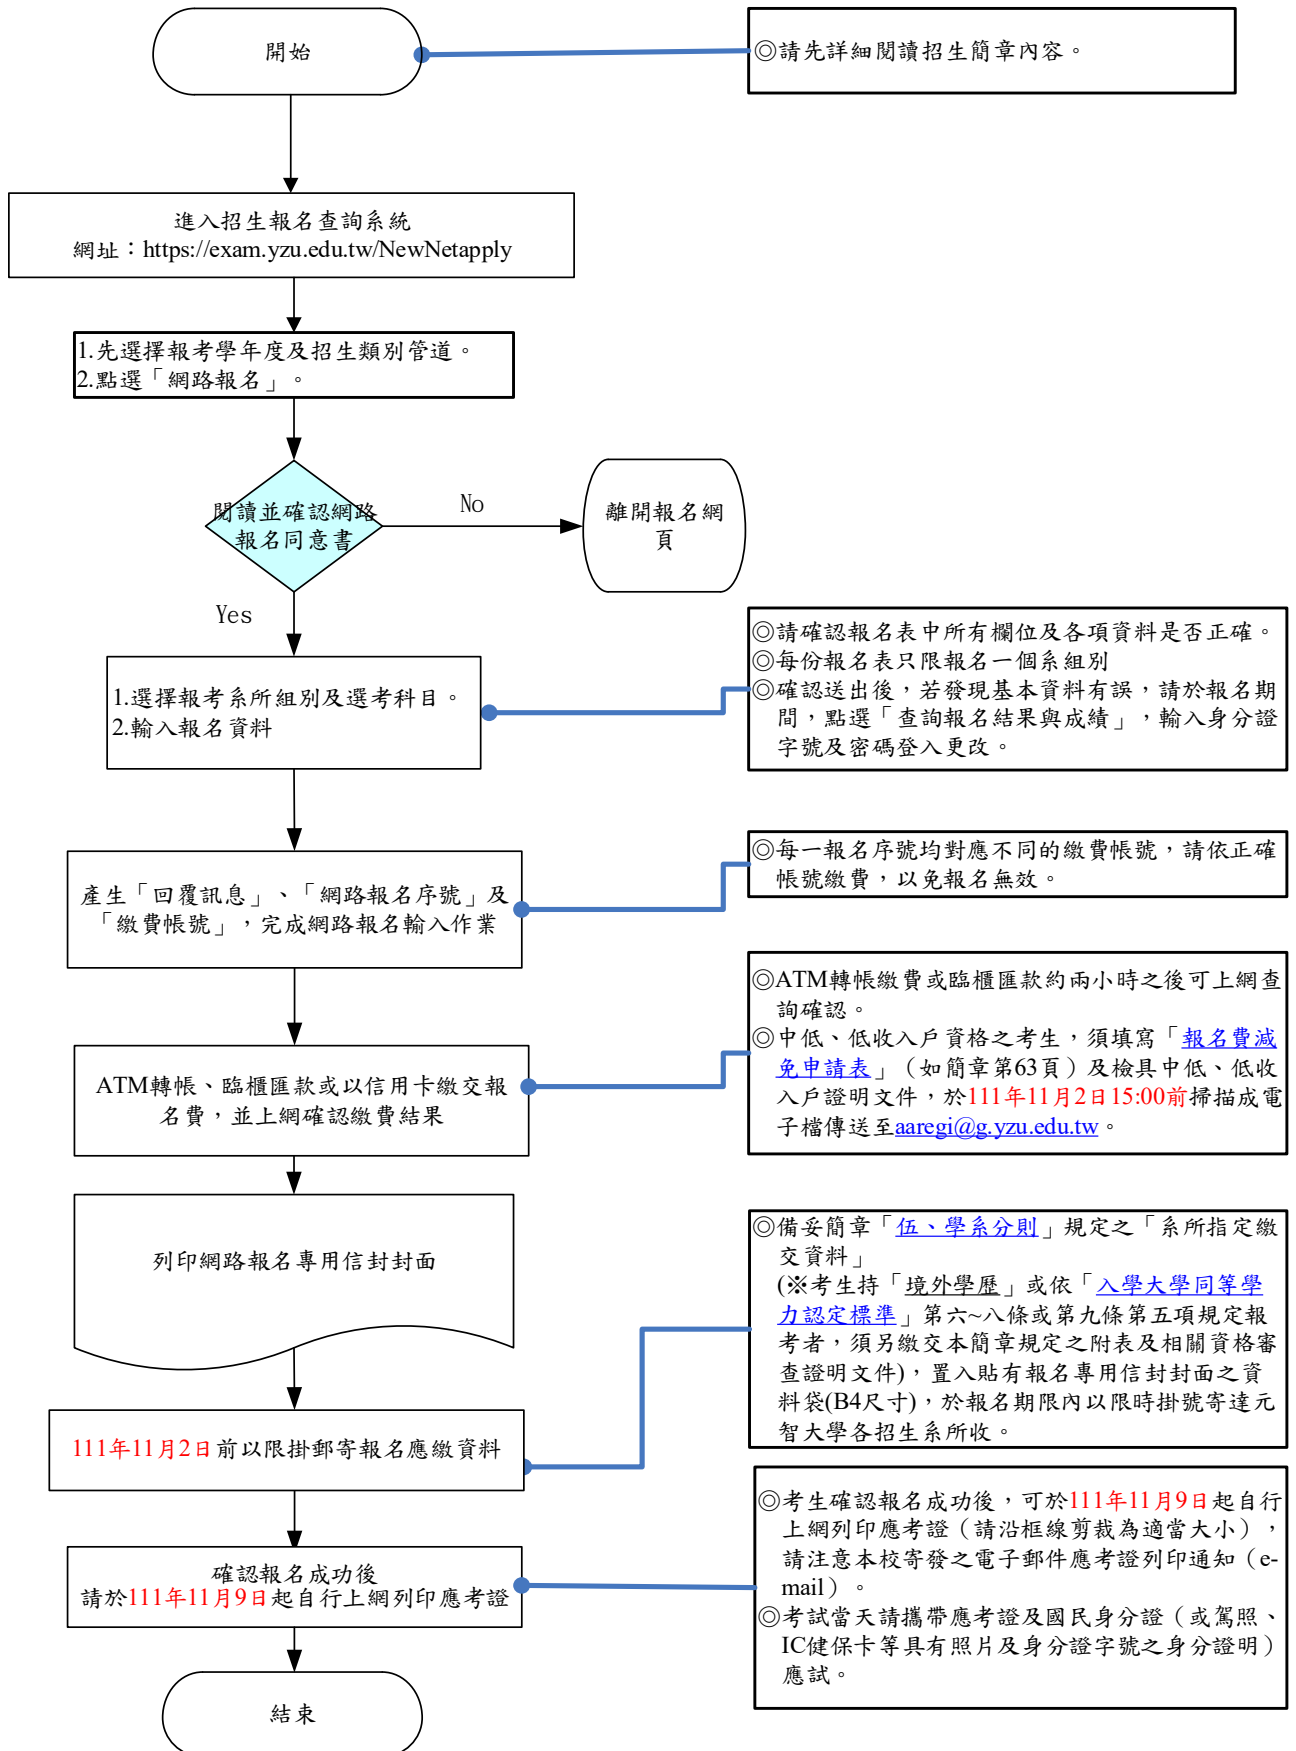 開始
◎請先詳細閱讀招生簡章內容。
進入招生報名查詢系統
網址：https://exam.yzu.edu.tw/NewNetapply
1.先選擇報考學年度及招生類別管道。
2.點選「網路報名」。
閱讀並確認網路
報名同意書
No
離開報名網
頁
Yes
1.選擇報考系所組別及選考科目。
2.輸入報名資料
◎請確認報名表中所有欄位及各項資料是否正確。
◎每份報名表只限報名一個系組別
◎確認送出後，若發現基本資料有誤，請於報名期
間，點選「查詢報名結果與成績」，輸入身分證
字號及密碼登入更改。
產生「回覆訊息」、「網路報名序號」及
「繳費帳號」，完成網路報名輸入作業
◎每一報名序號均對應不同的繳費帳號，請依正確
帳號繳費，以免報名無效。
ATM轉帳、臨櫃匯款或以信用卡繳交報
名費，並上網確認繳費結果
◎ATM轉帳繳費或臨櫃匯款約兩小時之後可上網查
詢確認。
◎中低、低收入戶資格之考生，須填寫「報名費減
免申請表」（如簡章第63頁）及檢具中低、低收
入戶證明文件，於111年11月2日15:00前掃描成電
子檔傳送至aaregi@g.yzu.edu.tw。
列印網路報名專用信封封面
◎備妥簡章「伍、學系分則」規定之「系所指定繳
交資料」
(※考生持「境外學歷」或依「入學大學同等學
力認定標準」第六~八條或第九條第五項規定報
考者，須另繳交本簡章規定之附表及相關資格審
查證明文件)，置入貼有報名專用信封封面之資
料袋(B4尺寸)，於報名期限內以限時掛號寄達元
智大學各招生系所收。
111年11月2日前以限掛郵寄報名應繳資料
確認報名成功後
請於111年11月9日起自行上網列印應考證
◎考生確認報名成功後，可於111年11月9日起自行
上網列印應考證（請沿框線剪裁為適當大小），
請注意本校寄發之電子郵件應考證列印通知（e-
mail）。
◎考試當天請攜帶應考證及國民身分證（或駕照、
IC健保卡等具有照片及身分證字號之身分證明）
應試。
結束